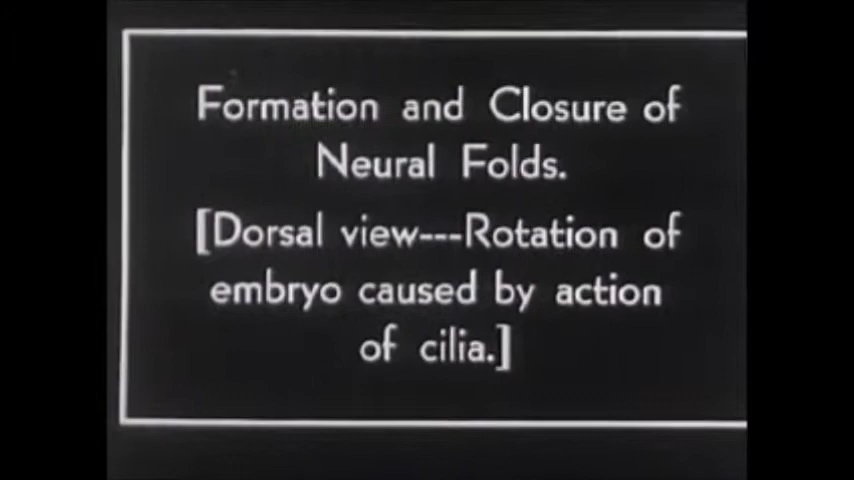 Formation and Closure of
Neural Folds.
[Dorsal view---Rotation of
embryo caused by action
of cilia.]